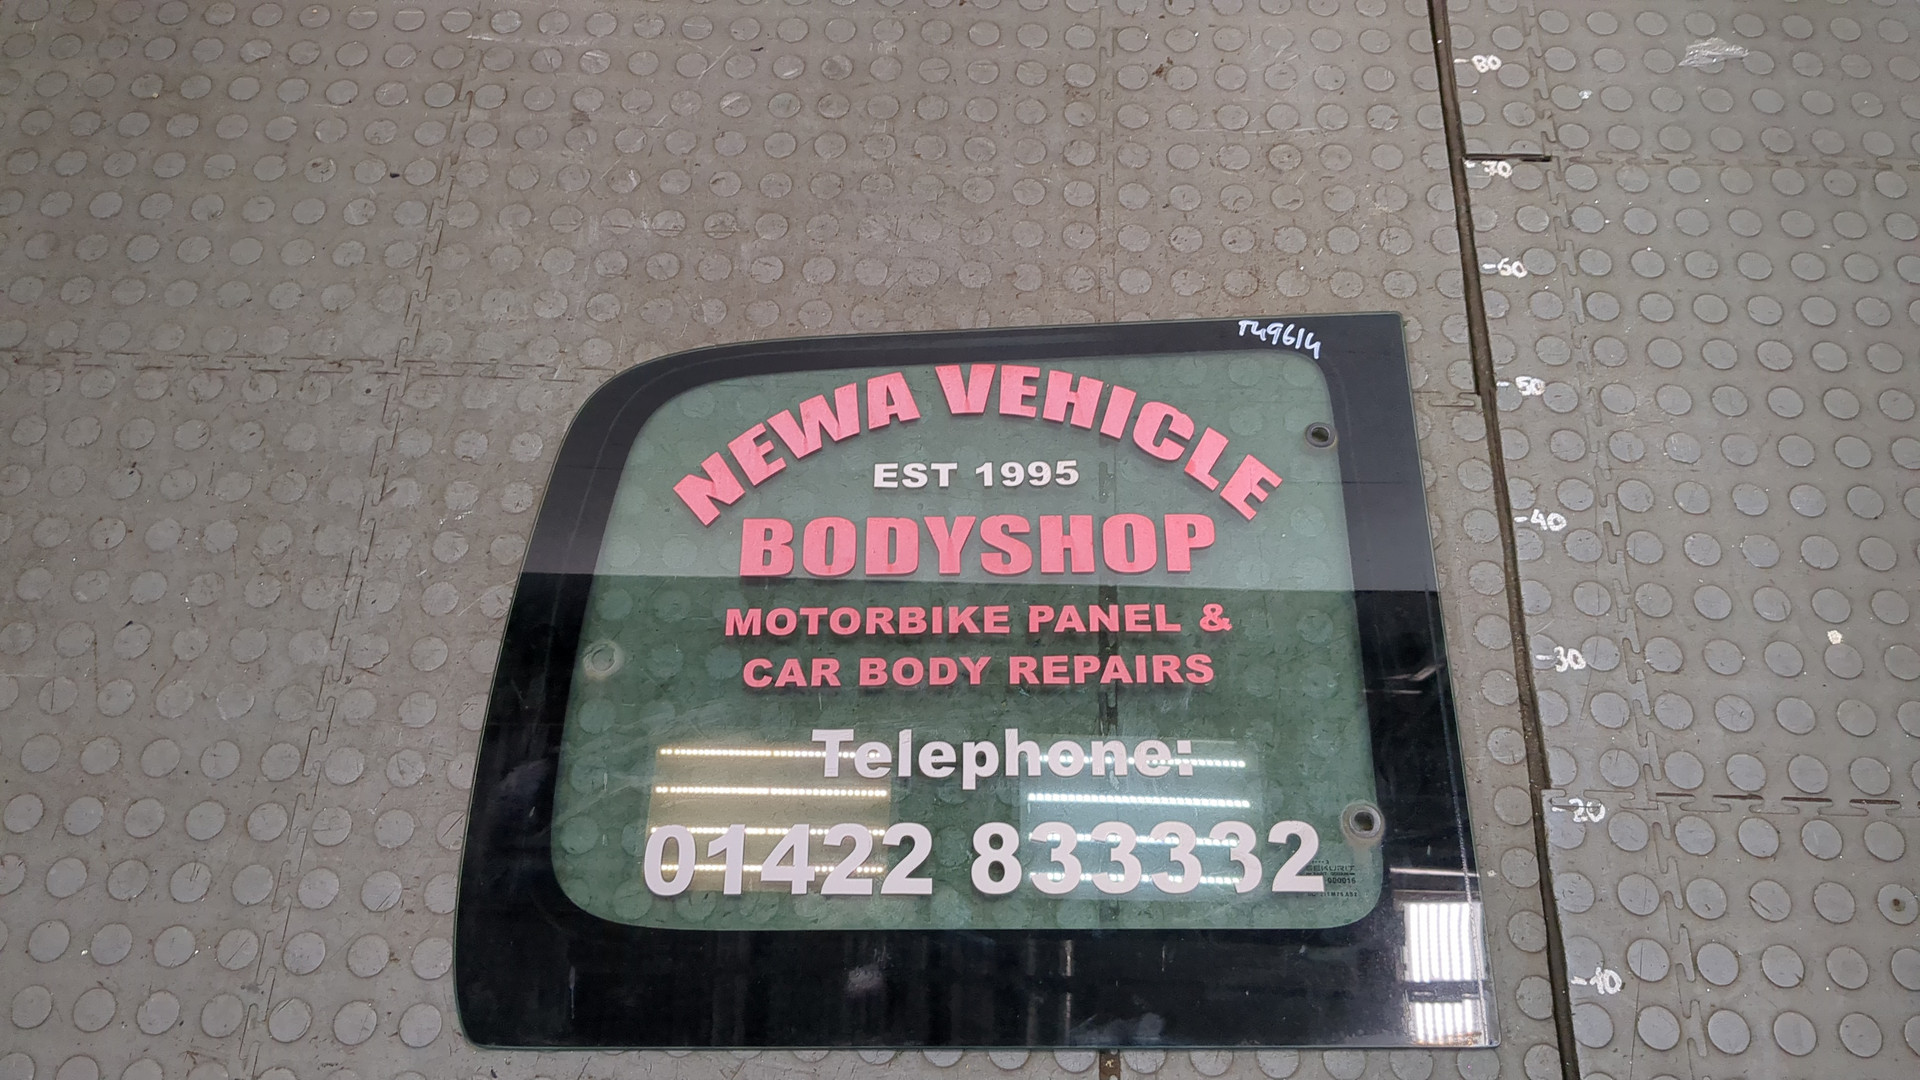 T49614
NEWA VEHICLE
EST 1995
BODYSHOP
MOTORBIKE PANEL &
CAR BODY REPAIRS
Telephone:
01422 833332
-80
-70
-60
-50
-40
-30
-20
-10